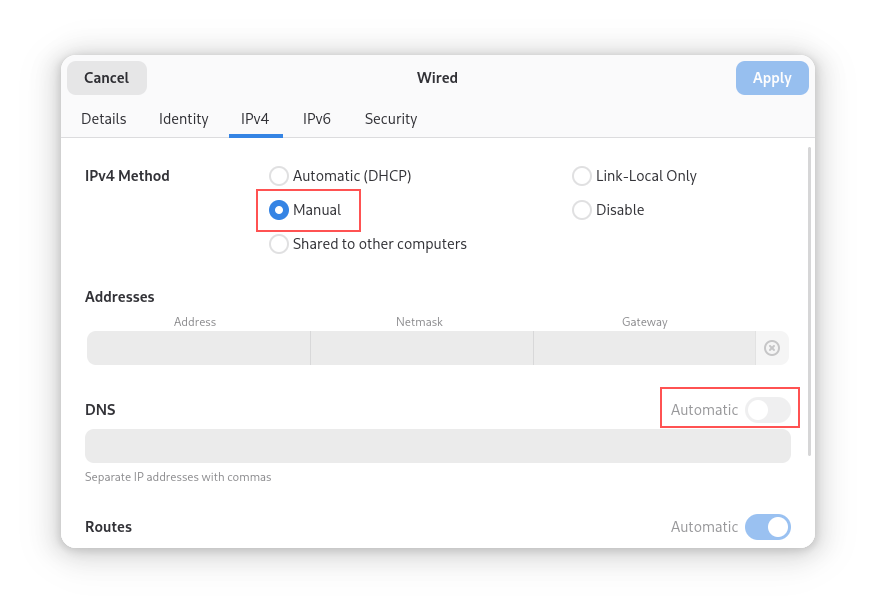 Cancel Wired Apply
Details Identity IPv4 IPv6 Security
IPv4 Method Automatic (DHCP) Link-Local Only
Manual Disable
Shared to other computers
Addresses
Address Netmask Gateway
DNS Automatic
Separate IP addresses with commas
Routes Automatic